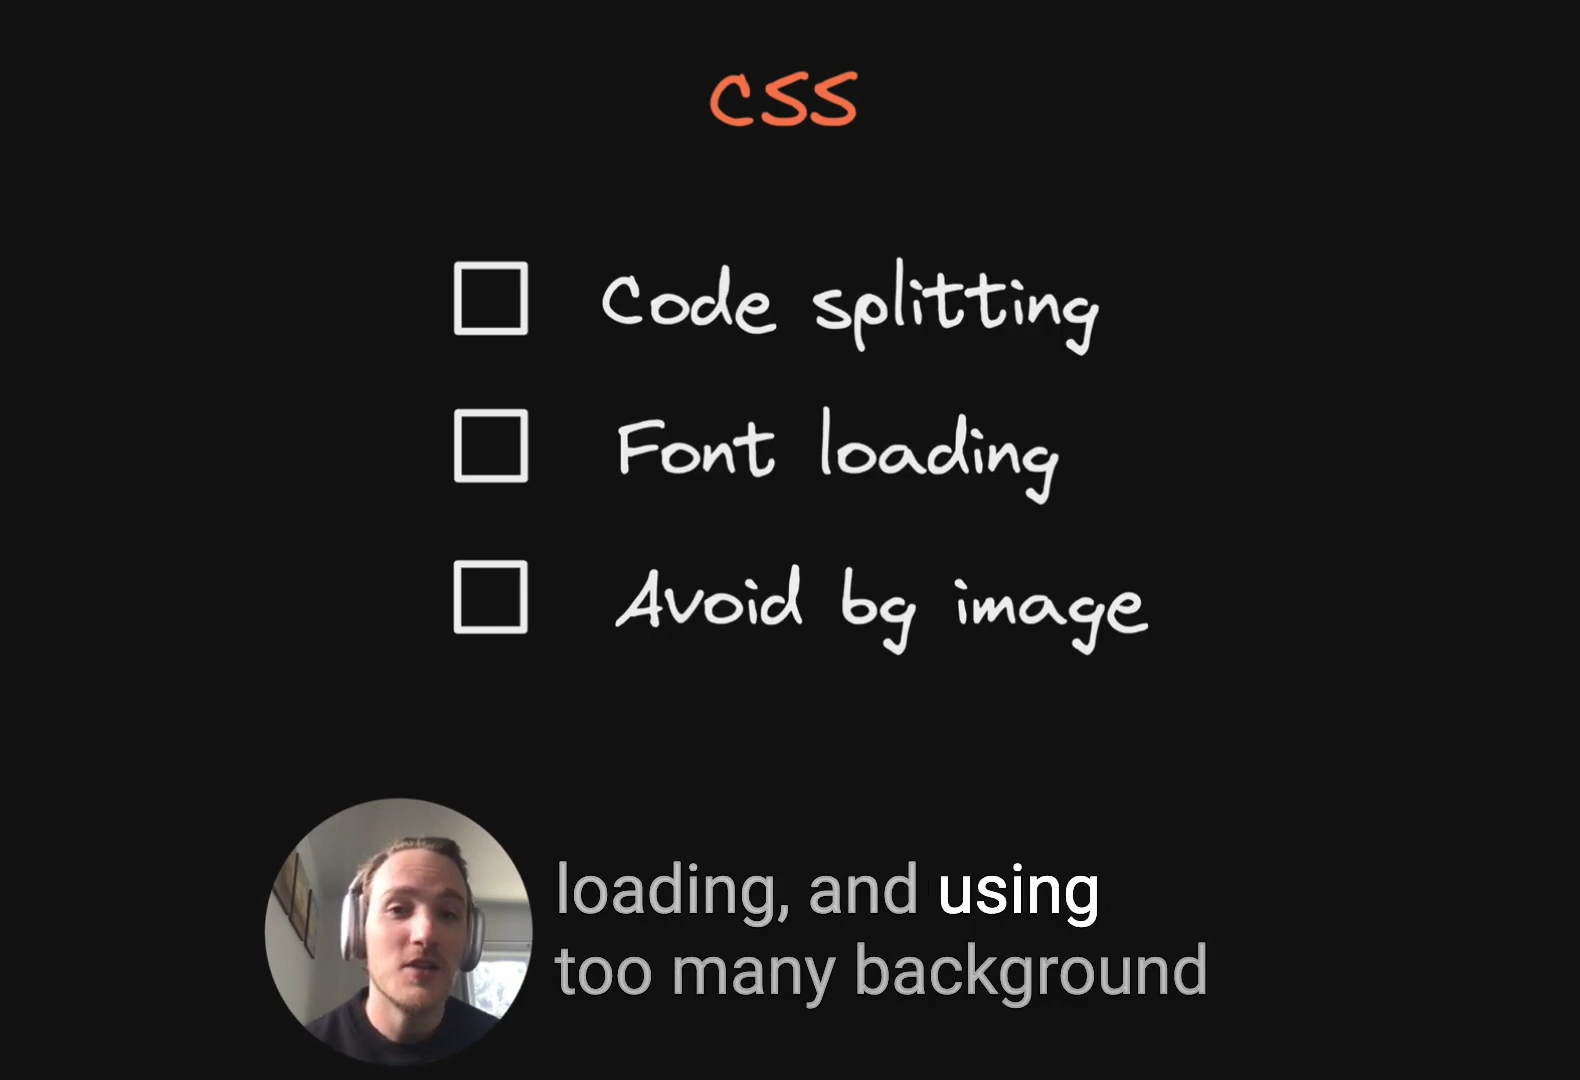 CSS
Code splitting
Font loading
Avoid bg image
loading, and using
too many background